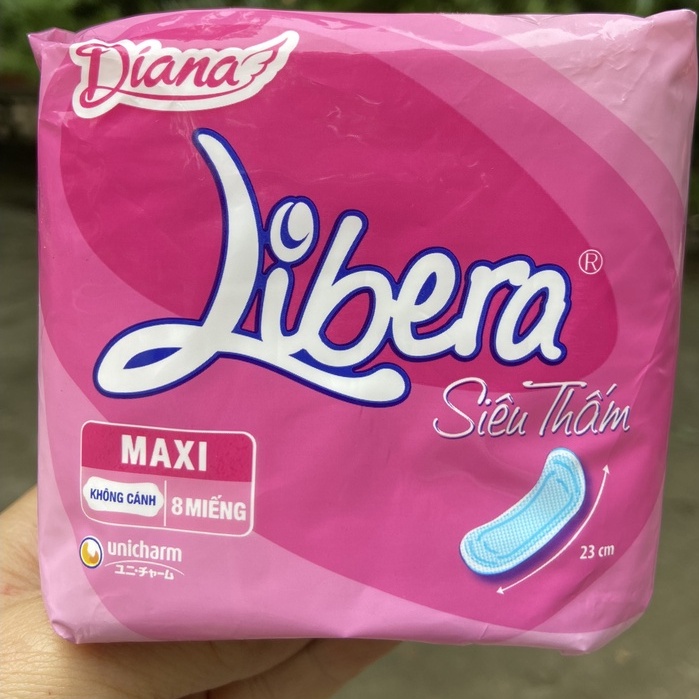 Diana
Libera®
Siêu Thấm
MAXI
KHÔNG CÁNH
8 MIẾNG
23 cm
unicharm
ユニ・チャーム